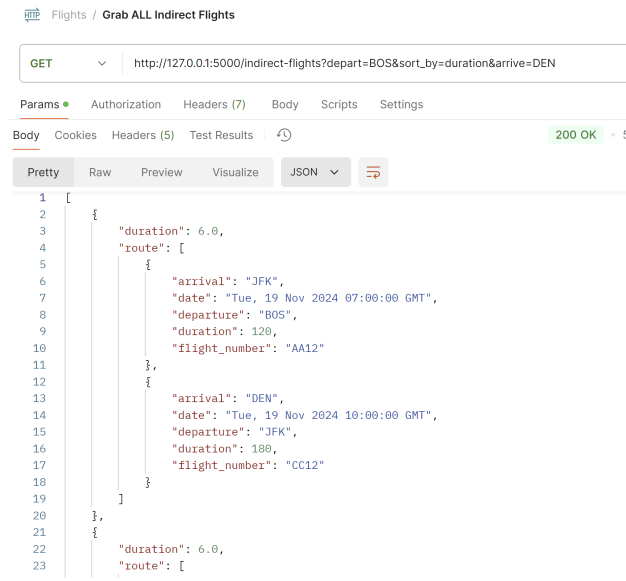 HTTP Flights / Grab ALL Indirect Flights
GET http://127.0.0.1:5000/indirect-flights?depart=BOS&sort_by=duration&arrive=DEN
Params Authorization Headers (7) Body Scripts Settings
Body Cookies Headers (5) Test Results 200 OK
Pretty Raw Preview Visualize JSON
1 [
2 {
3 "duration": 6.0,
4 "route": [
5 {
6 "arrival": "JFK",
7 "date": "Tue, 19 Nov 2024 07:00:00 GMT",
8 "departure": "BOS",
9 "duration": 120,
10 "flight_number": "AA12"
11 },
12 {
13 "arrival": "DEN",
14 "date": "Tue, 19 Nov 2024 10:00:00 GMT",
15 "departure": "JFK",
16 "duration": 180,
17 "flight_number": "CC12"
18 }
19 ]
20 },
21 {
22 "duration": 6.0,
23 "route": [